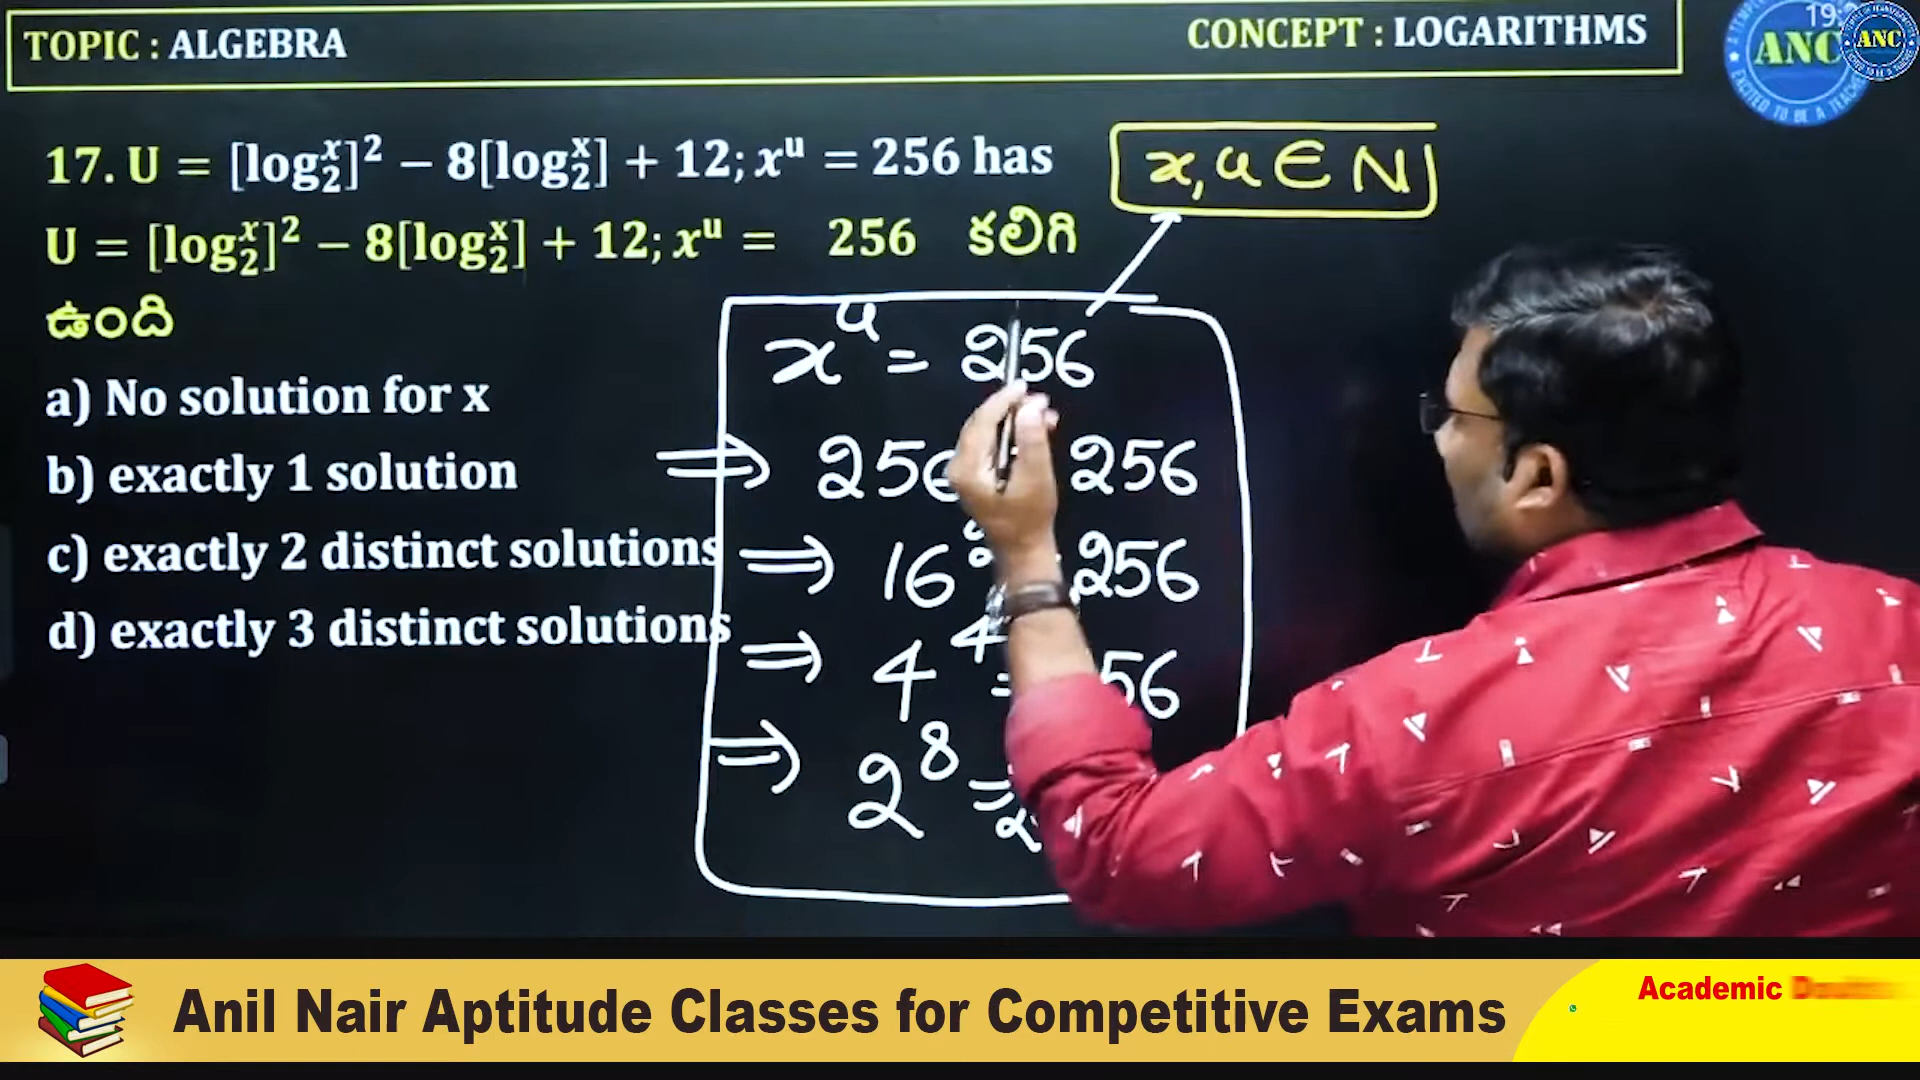 TOPIC : ALGEBRA
CONCEPT : LOGARITHMS
ANC
ANC
17. U = [log₂ˣ]² − 8[log₂ˣ] + 12; xᵘ = 256 has
U = [log₂ˣ]² − 8[log₂ˣ] + 12; xᵘ = 256 కలిగి
ఉంది
x, u ∈ N
a) No solution for x
b) exactly 1 solution
c) exactly 2 distinct solutions
d) exactly 3 distinct solutions
xᵘ = 256
⇒ 256 256
⇒ 16² 256
⇒ 4⁴ = 56
⇒ 2⁸ = 2
Anil Nair Aptitude Classes for Competitive Exams
Academic